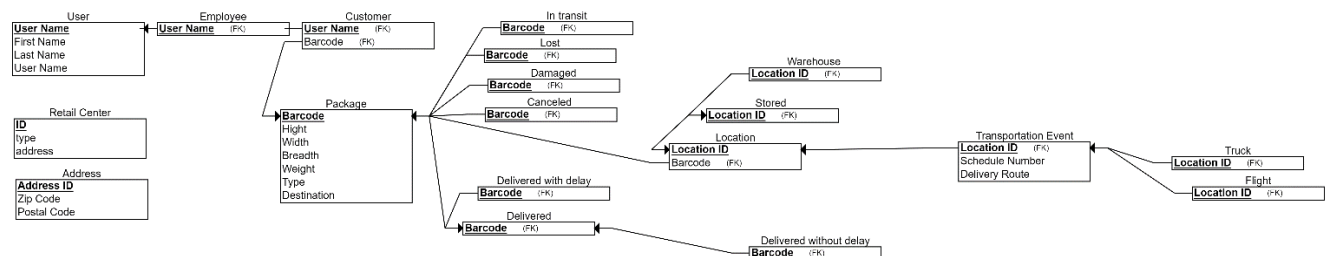 User
User Name
First Name
Last Name
User Name
Employee
User Name (FK)
Customer
User Name (FK)
Barcode (FK)
In transit
Barcode (FK)
Lost
Barcode (FK)
Damaged
Barcode (FK)
Canceled
Barcode (FK)
Package
Barcode
Hight
Width
Breadth
Weight
Type
Destination
Retail Center
ID
type
address
Address
Address ID
Zip Code
Postal Code
Warehouse
Location ID (FK)
Stored
Location ID (FK)
Location
Location ID
Barcode (FK)
Transportation Event
Location ID (FK)
Schedule Number
Delivery Route
Truck
Location ID (FK)
Flight
Location ID (FK)
Delivered with delay
Barcode (FK)
Delivered
Barcode (FK)
Delivered without delay
Barcode (FK)